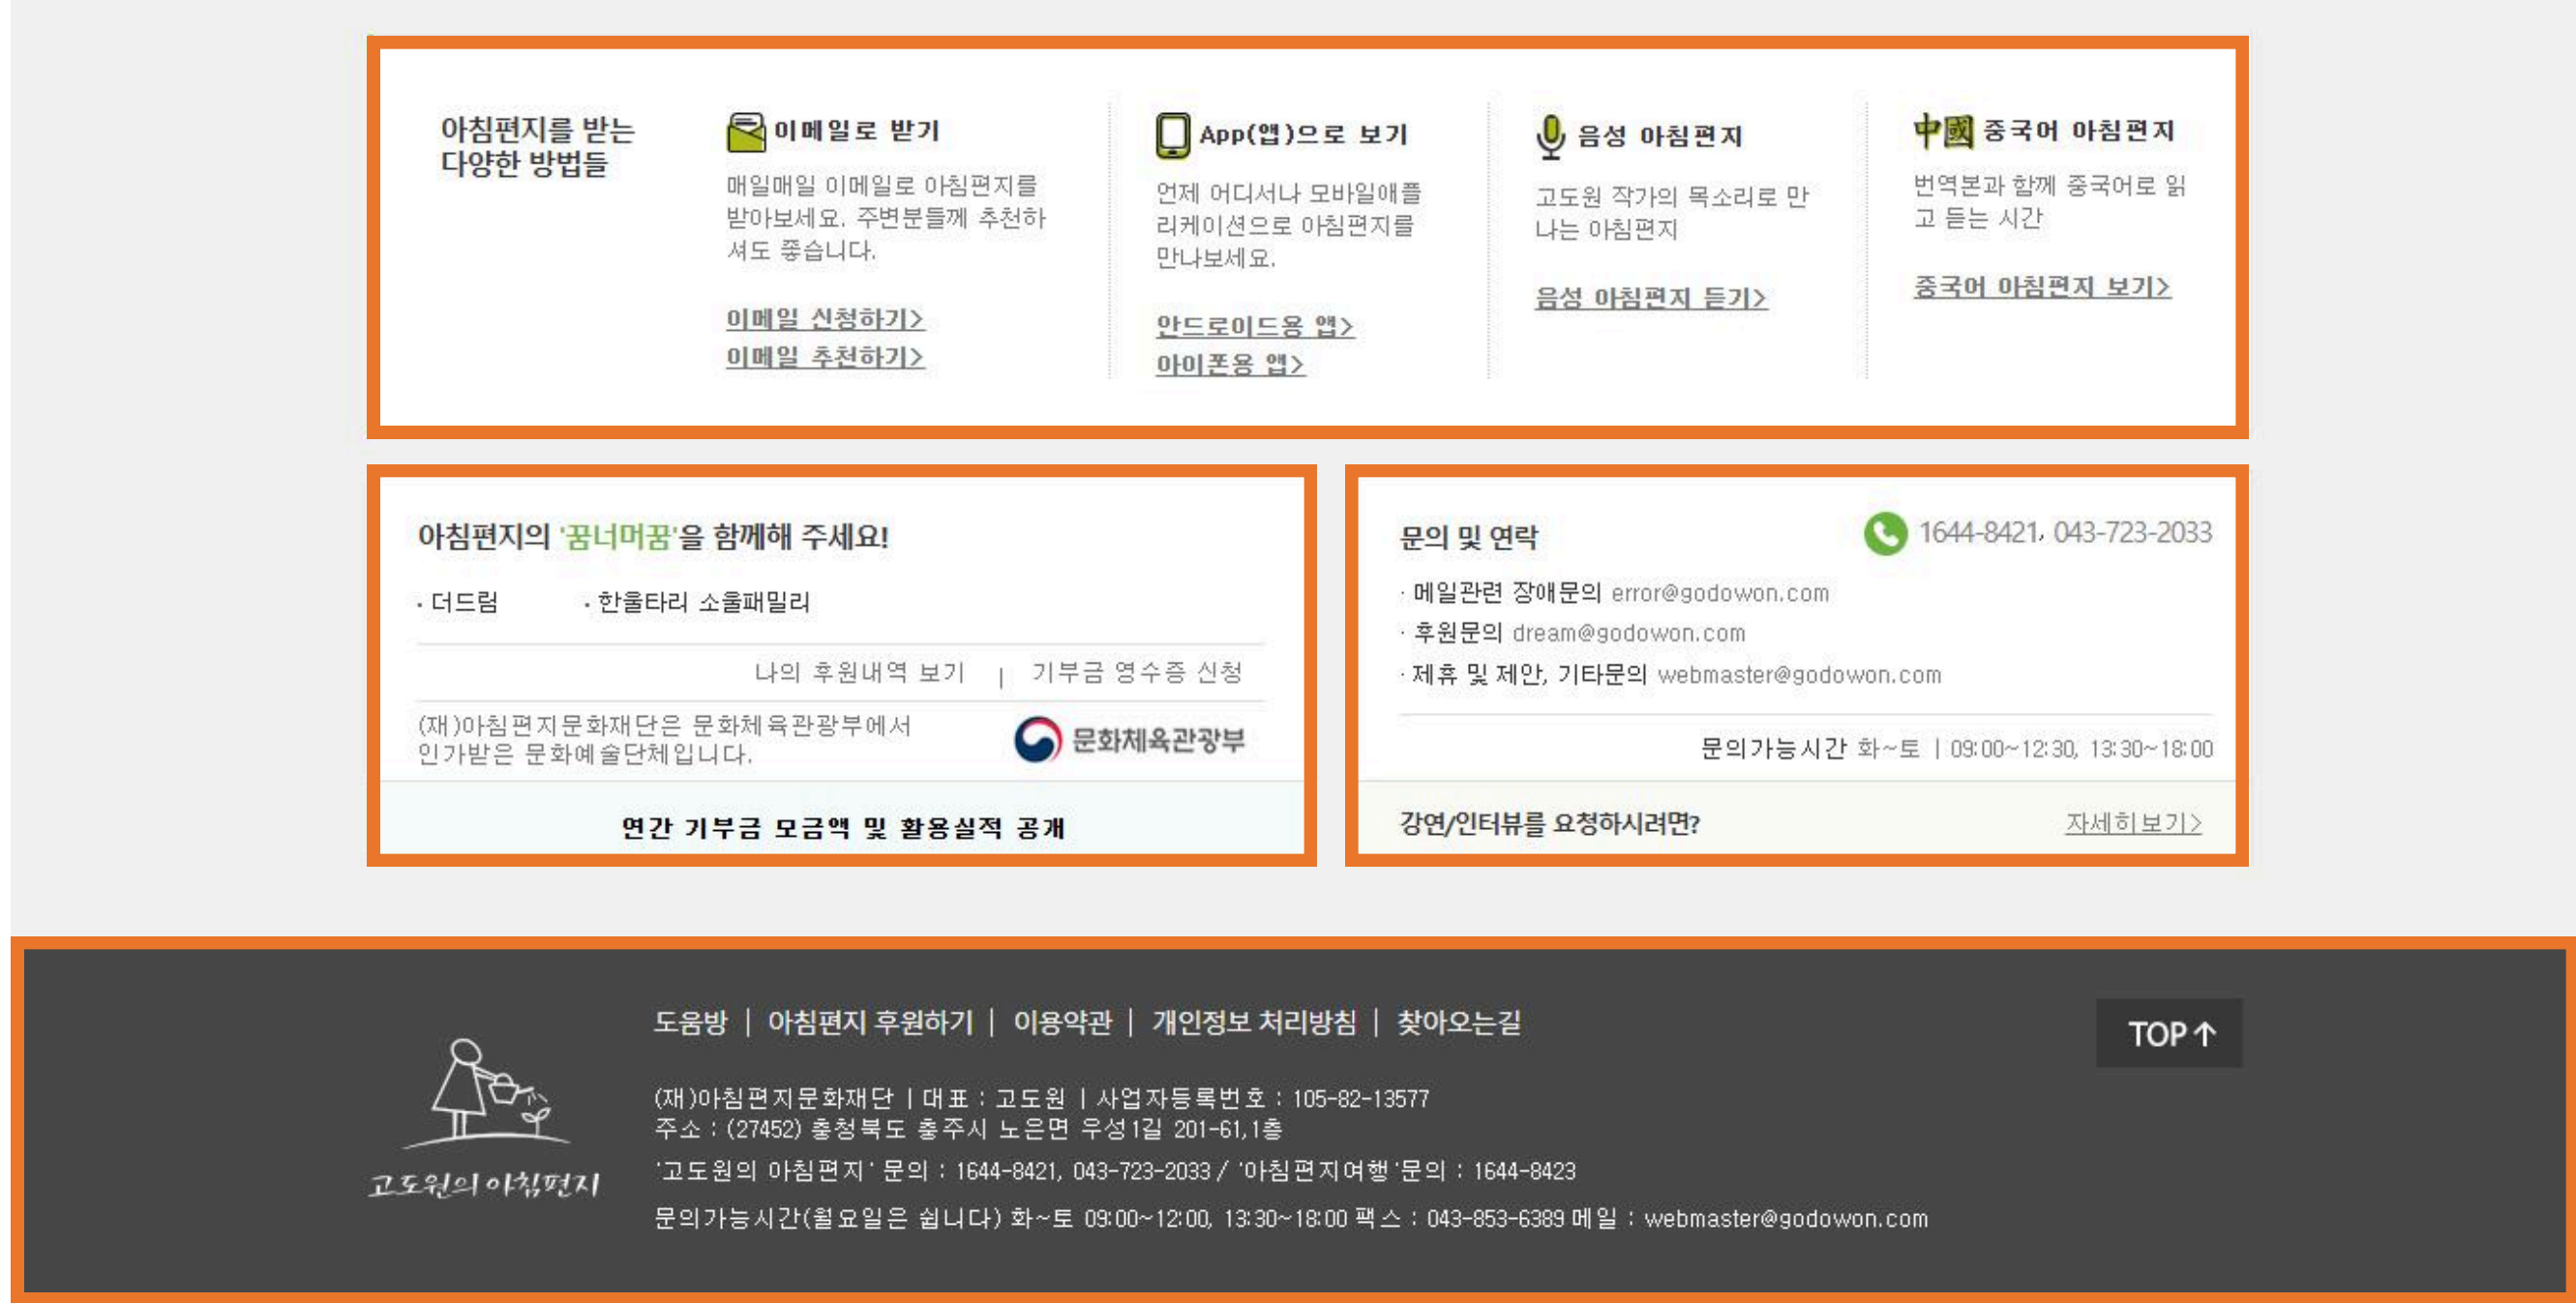 아침편지를 받는
다양한 방법들
이메일로 받기
매일매일 이메일로 아침편지를
받아보세요. 주변분들께 추천하
셔도 좋습니다.
이메일 신청하기>
이메일 추천하기>
App(앱)으로 보기
언제 어디서나 모바일애플
리케이션으로 아침편지를
만나보세요.
안드로이드용 앱>
아이폰용 앱>
음성 아침편지
고도원 작가의 목소리로 만
나는 아침편지
음성 아침편지 듣기>
中國 중국어 아침편지
번역본과 함께 중국어로 읽
고 듣는 시간
중국어 아침편지 보기>
아침편지의 '꿈너머꿈'을 함께해 주세요!
· 더드림 · 한울타리 소울패밀리
나의 후원내역 보기 | 기부금 영수증 신청
(재)아침편지문화재단은 문화체육관광부에서
인가받은 문화예술단체입니다.
문화체육관광부
연간 기부금 모금액 및 활용실적 공개
문의 및 연락 1644-8421, 043-723-2033
· 메일관련 장애문의 error@godowon.com
· 후원문의 dream@godowon.com
· 제휴 및 제안, 기타문의 webmaster@godowon.com
문의가능시간 화~토 | 09:00~12:30, 13:30~18:00
강연/인터뷰를 요청하시려면? 자세히보기>
고도원의 아침편지
도움방 | 아침편지 후원하기 | 이용약관 | 개인정보 처리방침 | 찾아오는길
TOP↑
(재)아침편지문화재단 | 대표 : 고도원 | 사업자등록번호 : 105-82-13577
주소 : (27452) 충청북도 충주시 노은면 우성1길 201-61,1층
'고도원의 아침편지' 문의 : 1644-8421, 043-723-2033 / '아침편지여행'문의 : 1644-8423
문의가능시간(월요일은 쉽니다) 화~토 09:00~12:00, 13:30~18:00 팩스 : 043-853-6389 메일 : webmaster@godowon.com